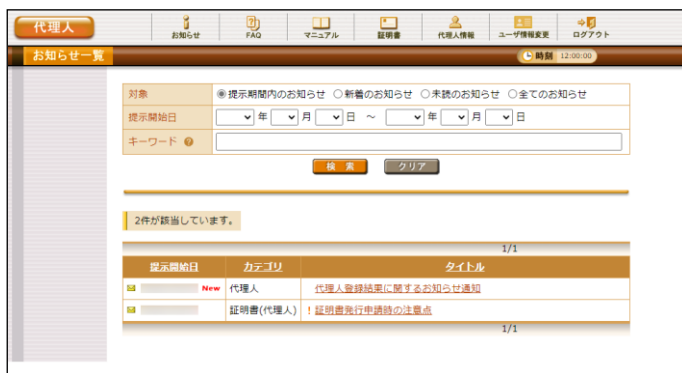 代理人
お知らせ FAQ マニュアル 証明書 代理人情報 ユーザ情報変更 ログアウト
お知らせ一覧 時刻 12:00:00
対象 提示期間内のお知らせ 新着のお知らせ 未読のお知らせ 全てのお知らせ
提示開始日 年 月 日 ～ 年 月 日
キーワード ?
検 索 クリア
2件が該当しています。
1/1
提示開始日 カテゴリ タイトル
New 代理人 代理人登録結果に関するお知らせ通知
証明書(代理人) ! 証明書発行申請時の注意点
1/1